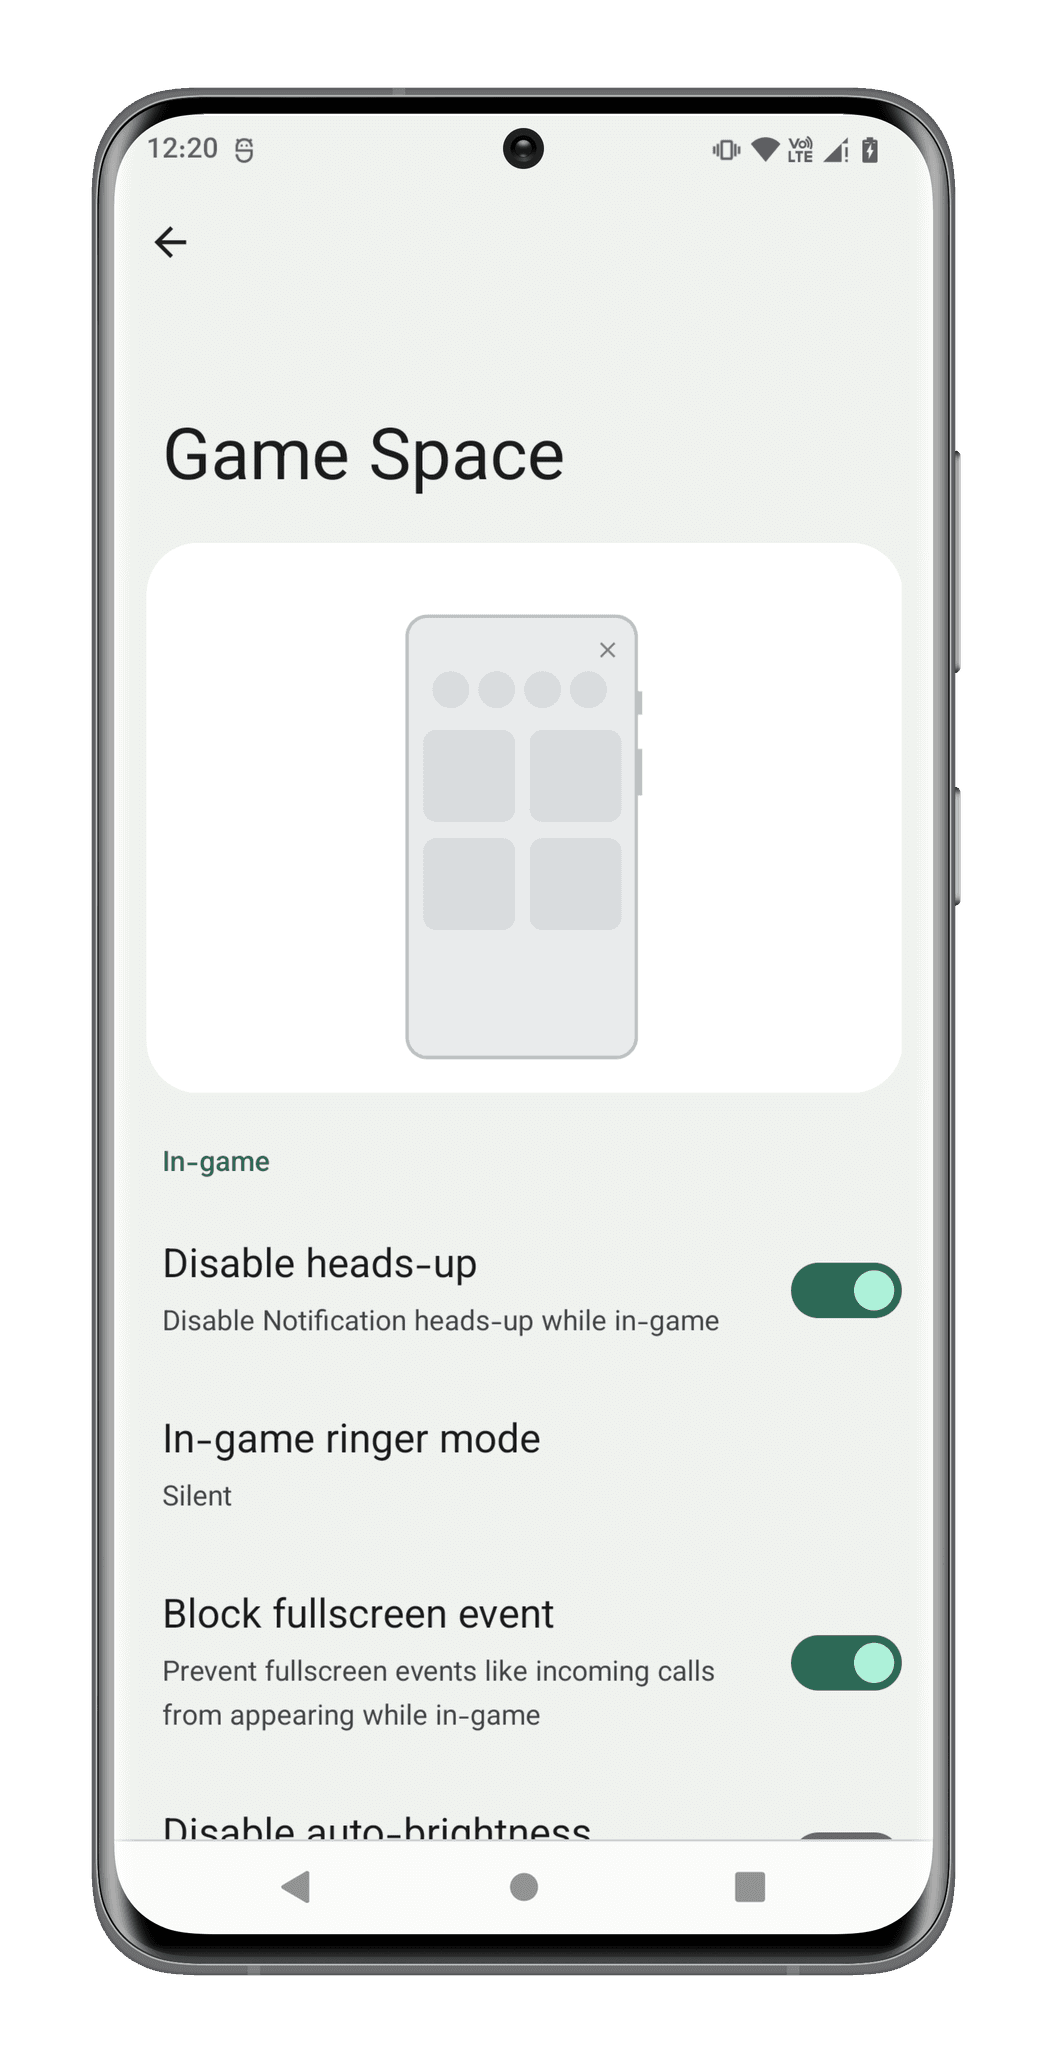 12:20
Vo)) LTE
Game Space
In-game
Disable heads-up
Disable Notification heads-up while in-game
In-game ringer mode
Silent
Block fullscreen event
Prevent fullscreen events like incoming calls
from appearing while in-game
Disable auto-brightness